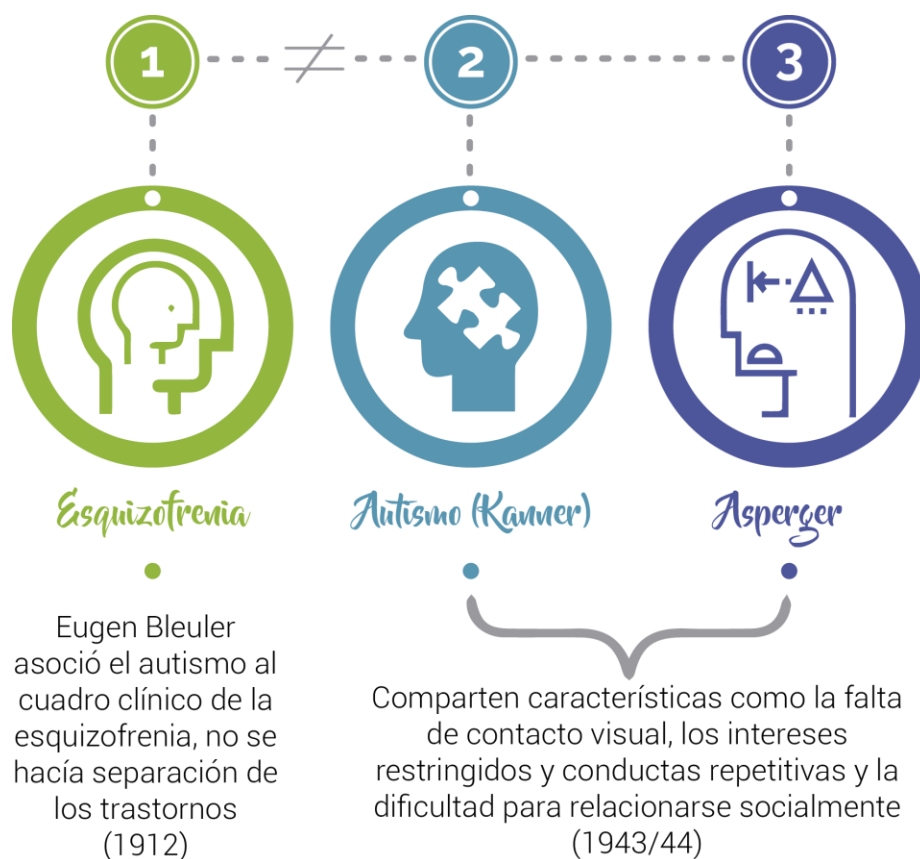 1
≠
2
3
Esquizofrenia
Autismo (Kanner)
Asperger
Eugen Bleuler
asoció el autismo al
cuadro clínico de la
esquizofrenia, no se
hacía separación de
los trastornos
(1912)
Comparten características como la falta
de contacto visual, los intereses
restringidos y conductas repetitivas y la
dificultad para relacionarse socialmente
(1943/44)